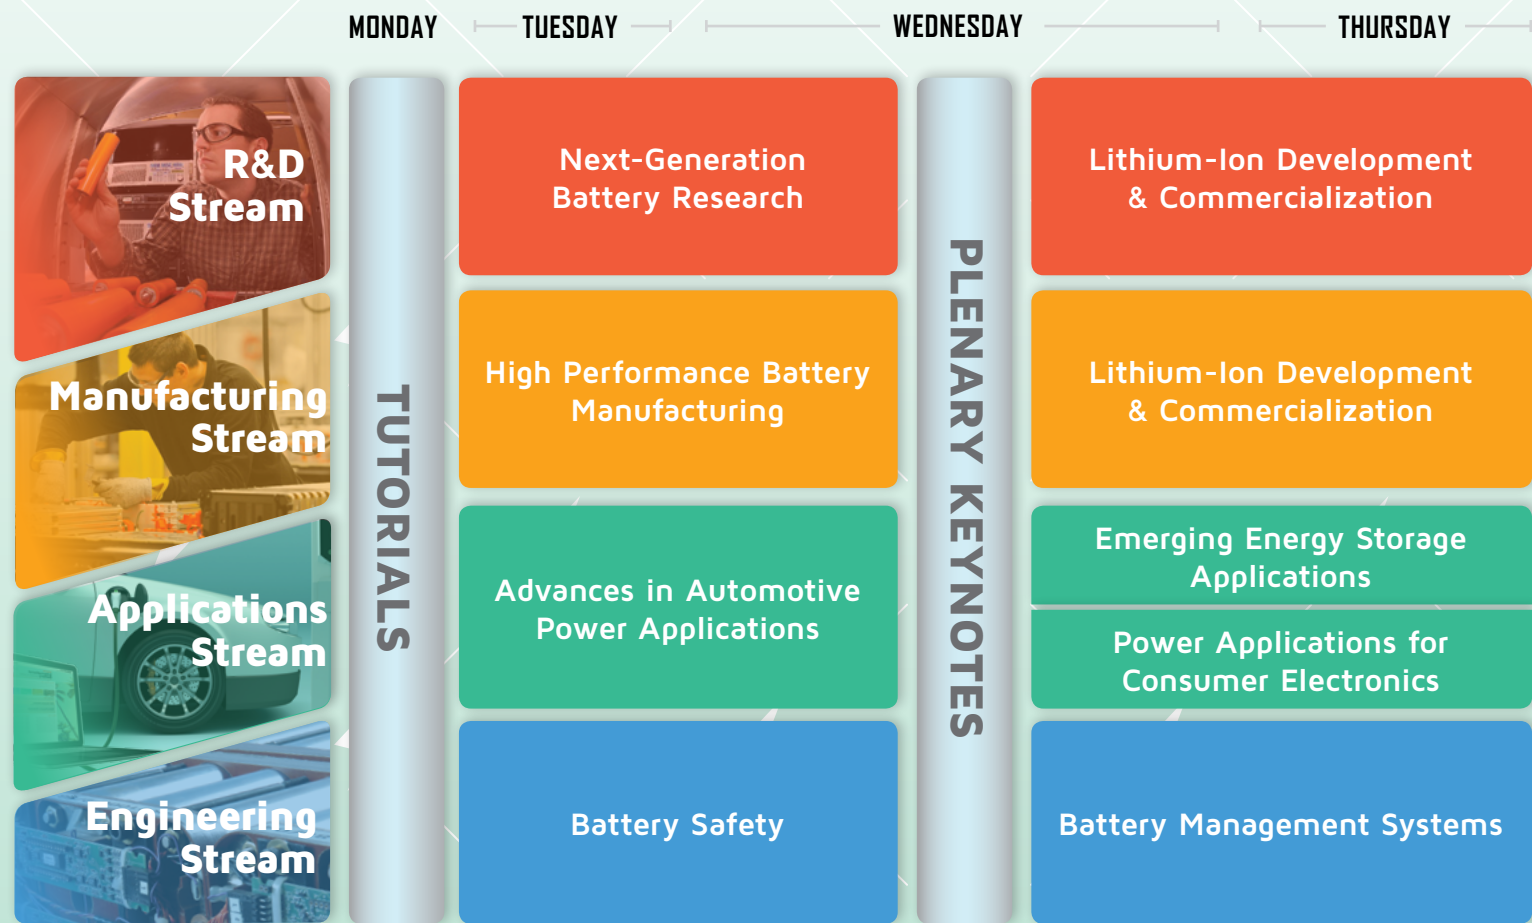 MONDAY
TUESDAY
WEDNESDAY
THURSDAY
R&D
Stream
TUTORIALS
Next-Generation
Battery Research
PLENARY KEYNOTES
Lithium-Ion Development
& Commercialization
Manufacturing
Stream
High Performance Battery
Manufacturing
Lithium-Ion Development
& Commercialization
Applications
Stream
Advances in Automotive
Power Applications
Emerging Energy Storage
Applications
Power Applications for
Consumer Electronics
Engineering
Stream
Battery Safety
Battery Management Systems